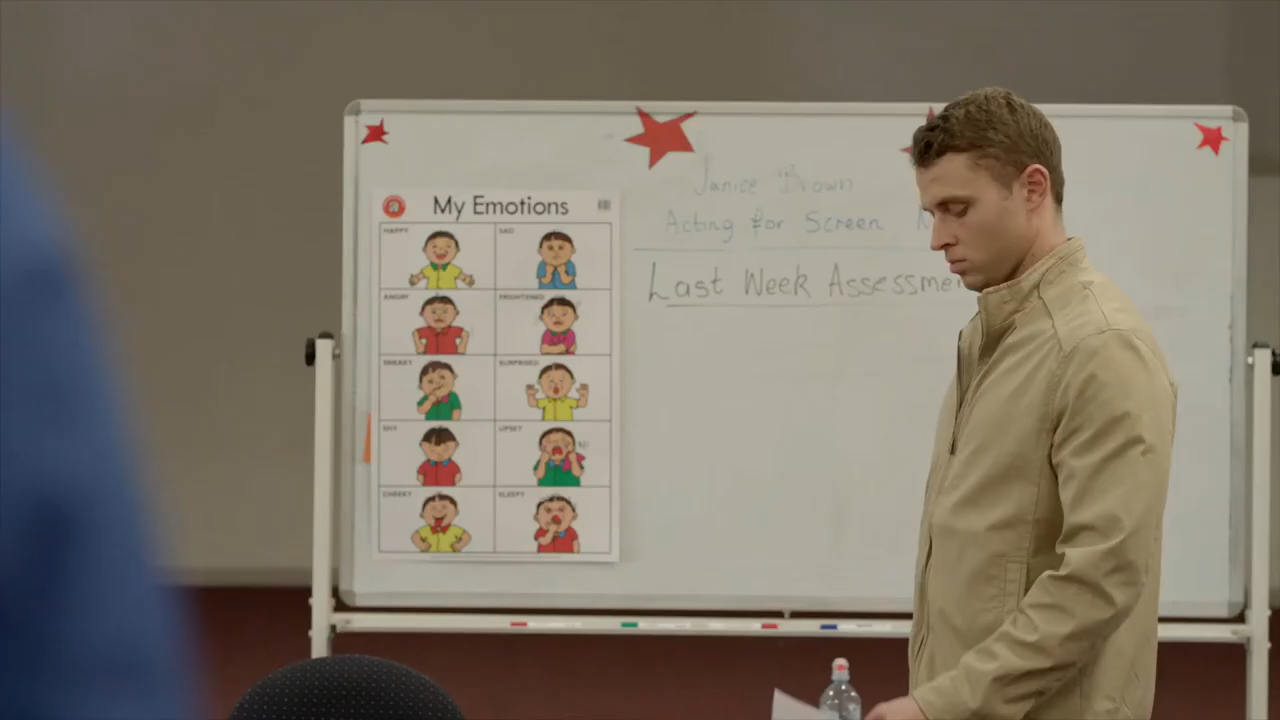 My Emotions
HAPPY
SAD
ANGRY
FRIGHTENED
SNEAKY
SURPRISED
SHY
UPSET
CHEEKY
SLEEPY
Janice Brown
Acting for Screen
Last Week Assessmen